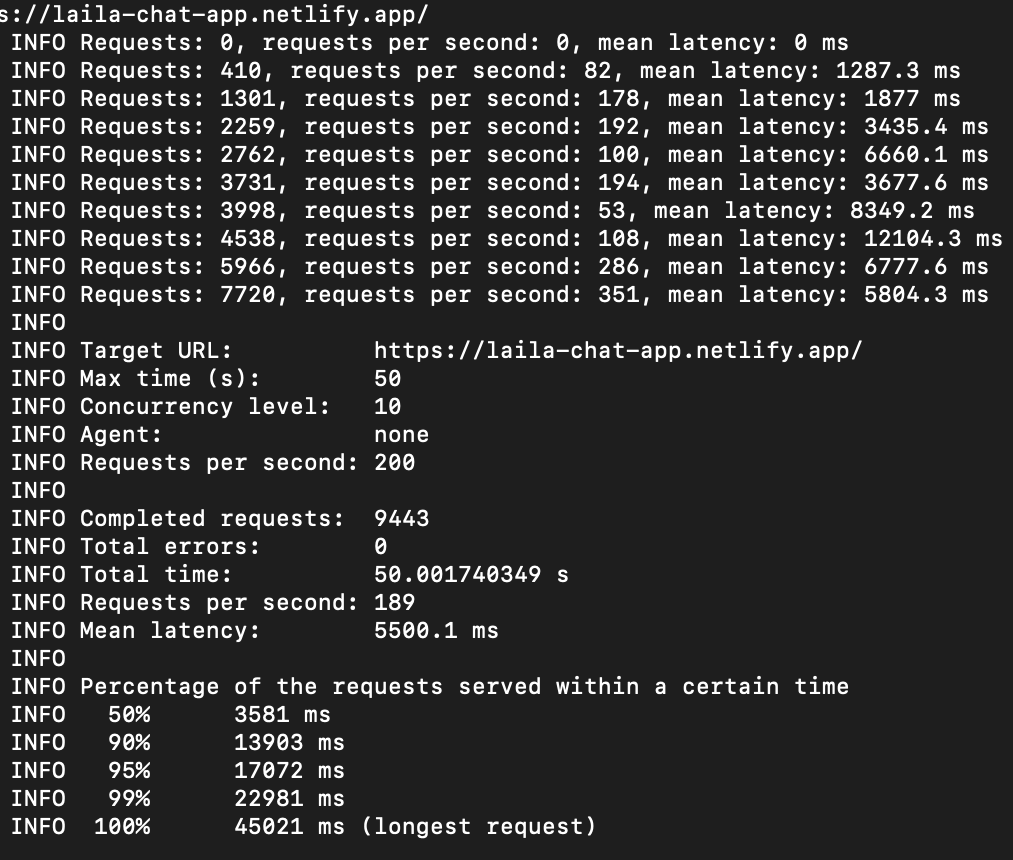 s://laila-chat-app.netlify.app/
INFO Requests: 0, requests per second: 0, mean latency: 0 ms
INFO Requests: 410, requests per second: 82, mean latency: 1287.3 ms
INFO Requests: 1301, requests per second: 178, mean latency: 1877 ms
INFO Requests: 2259, requests per second: 192, mean latency: 3435.4 ms
INFO Requests: 2762, requests per second: 100, mean latency: 6660.1 ms
INFO Requests: 3731, requests per second: 194, mean latency: 3677.6 ms
INFO Requests: 3998, requests per second: 53, mean latency: 8349.2 ms
INFO Requests: 4538, requests per second: 108, mean latency: 12104.3 ms
INFO Requests: 5966, requests per second: 286, mean latency: 6777.6 ms
INFO Requests: 7720, requests per second: 351, mean latency: 5804.3 ms
INFO
INFO Target URL: https://laila-chat-app.netlify.app/
INFO Max time (s): 50
INFO Concurrency level: 10
INFO Agent: none
INFO Requests per second: 200
INFO
INFO Completed requests: 9443
INFO Total errors: 0
INFO Total time: 50.001740349 s
INFO Requests per second: 189
INFO Mean latency: 5500.1 ms
INFO
INFO Percentage of the requests served within a certain time
INFO 50% 3581 ms
INFO 90% 13903 ms
INFO 95% 17072 ms
INFO 99% 22981 ms
INFO 100% 45021 ms (longest request)